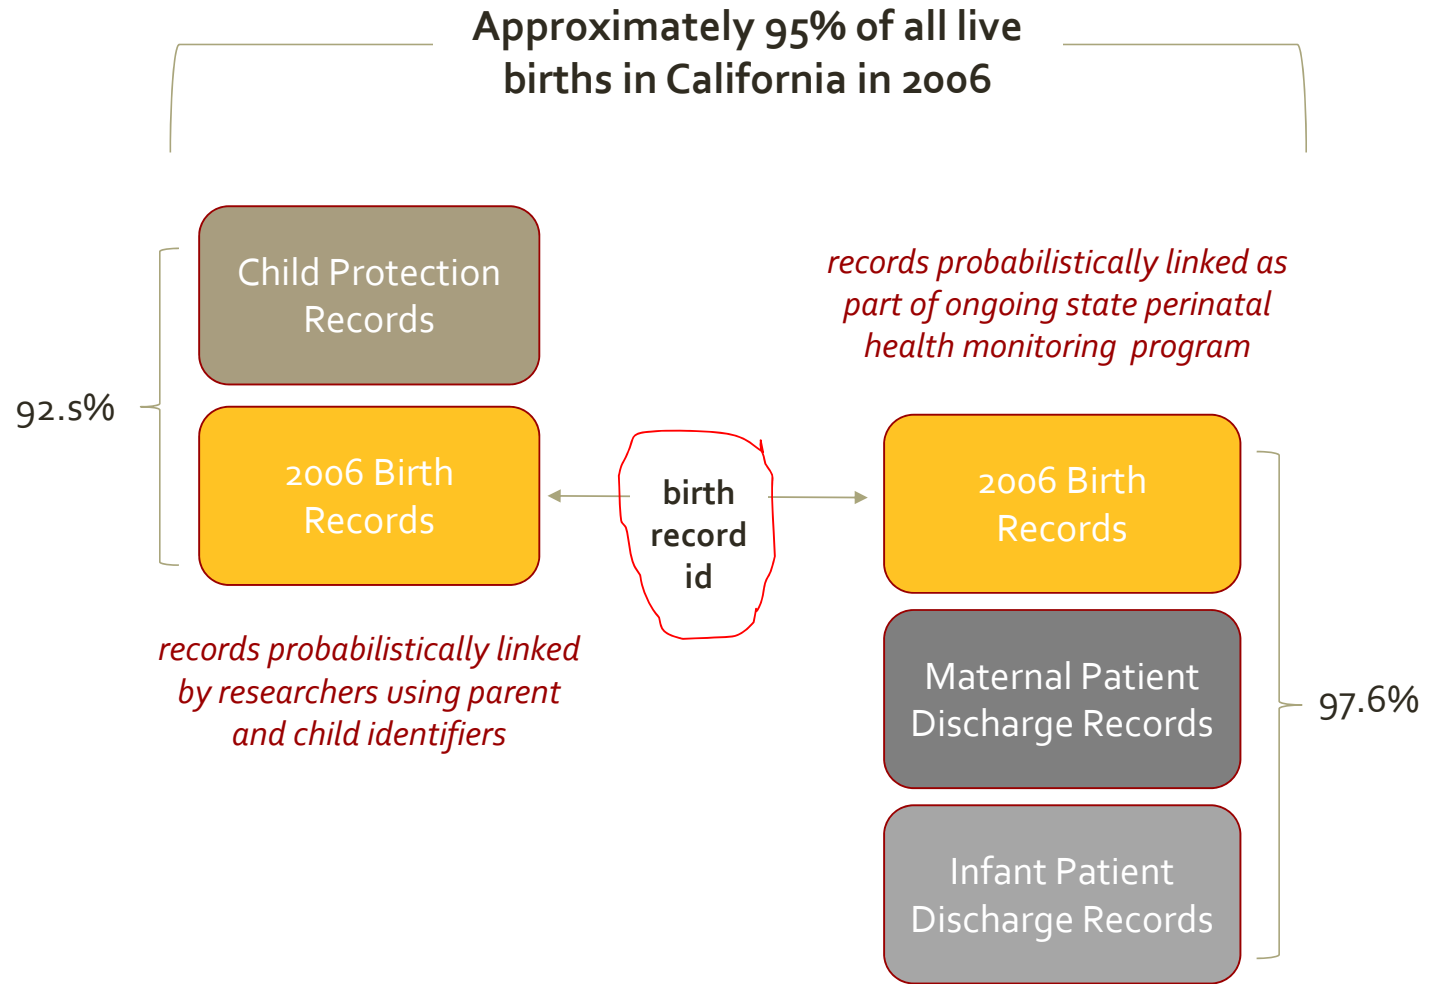 Approximately 95% of all live
births in California in 2006
Child Protection
Records
92.s%
2006 Birth
Records
records probabilistically linked
by researchers using parent
and child identifiers
birth
record
id
records probabilistically linked as
part of ongoing state perinatal
health monitoring program
2006 Birth
Records
Maternal Patient
Discharge Records
97.6%
Infant Patient
Discharge Records